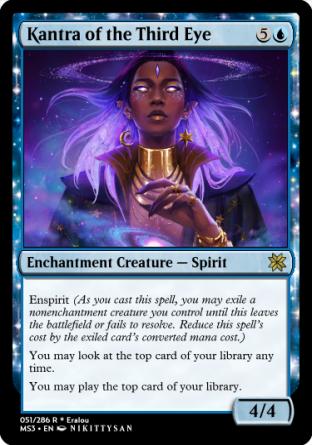 Kantra of the Third Eye 5
Enchantment Creature — Spirit
Enspirit (As you cast this spell, you may exile a
nonenchantment creature you control until this leaves
the battlefield or fails to resolve. Reduce this spell's
cost by the exiled card's converted mana cost.)
You may look at the top card of your library any
time.
You may play the top card of your library.
4/4
051/286 R * Eralou
MS3 • EN NIKITTYSAN